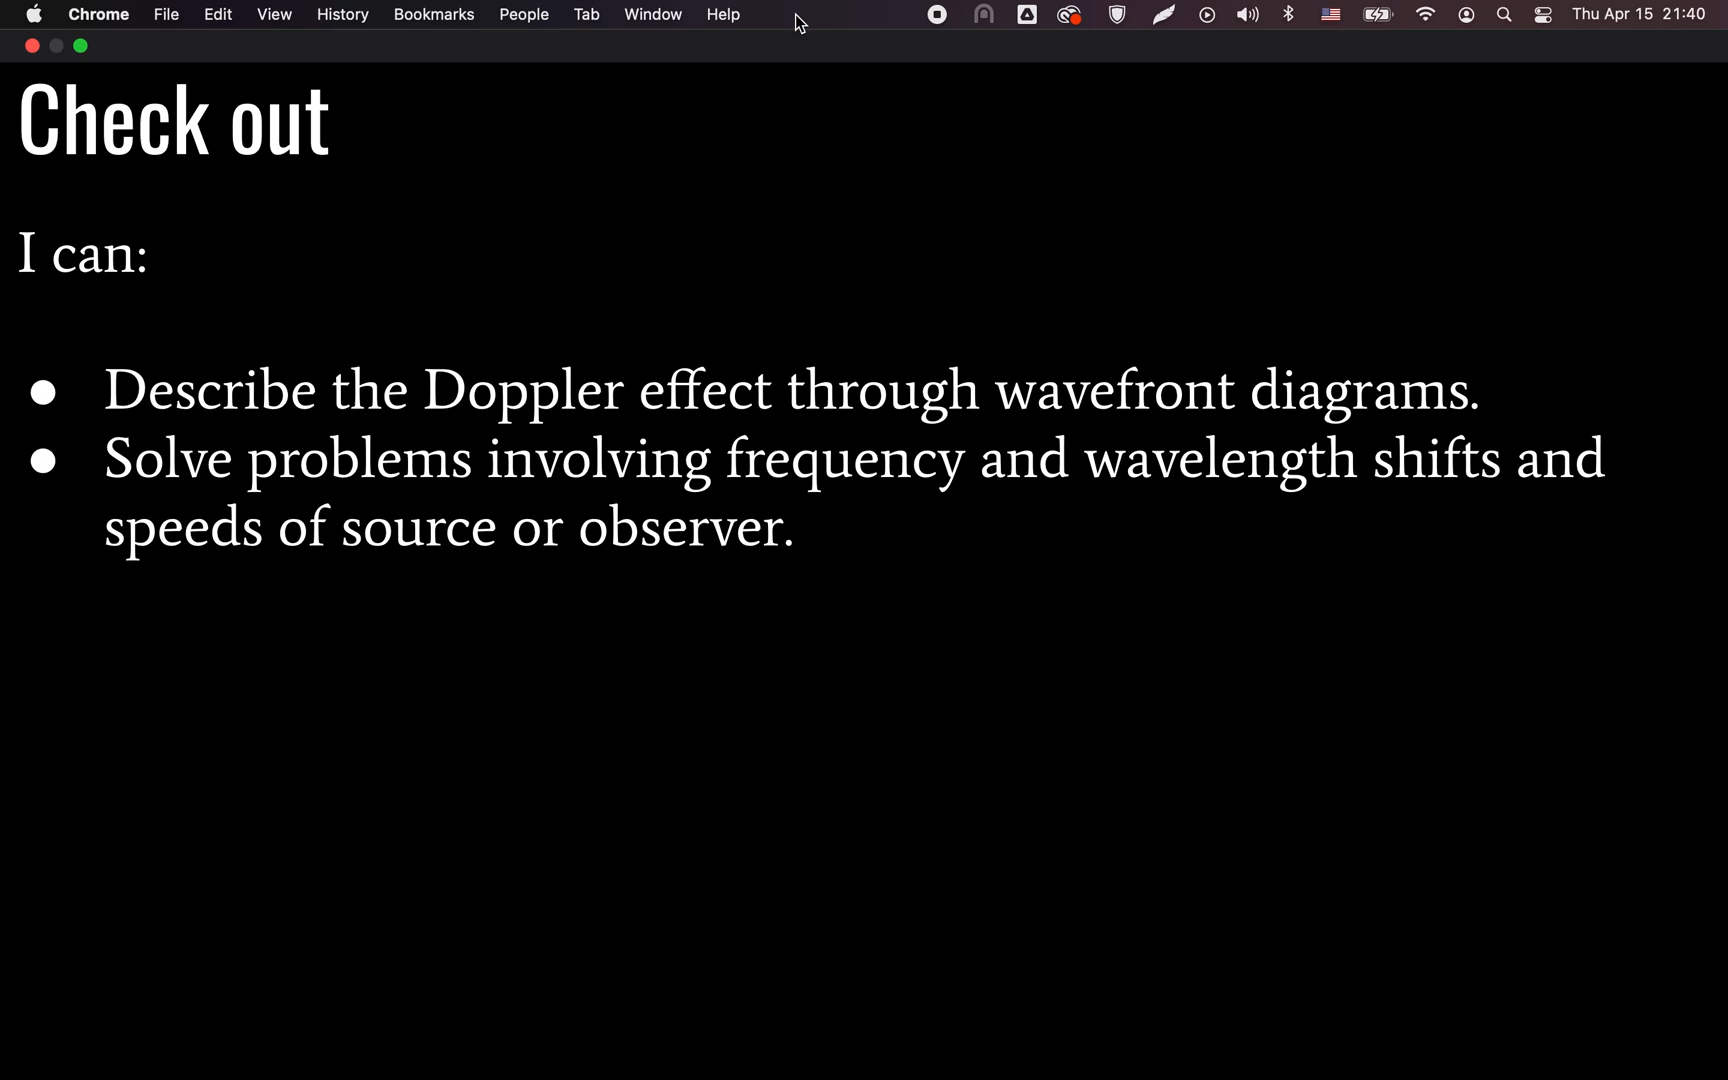 Chrome File Edit View History Bookmarks People Tab Window Help Thu Apr 15 21:40
Check out
I can:
● Describe the Doppler effect through wavefront diagrams.
● Solve problems involving frequency and wavelength shifts and
speeds of source or observer.